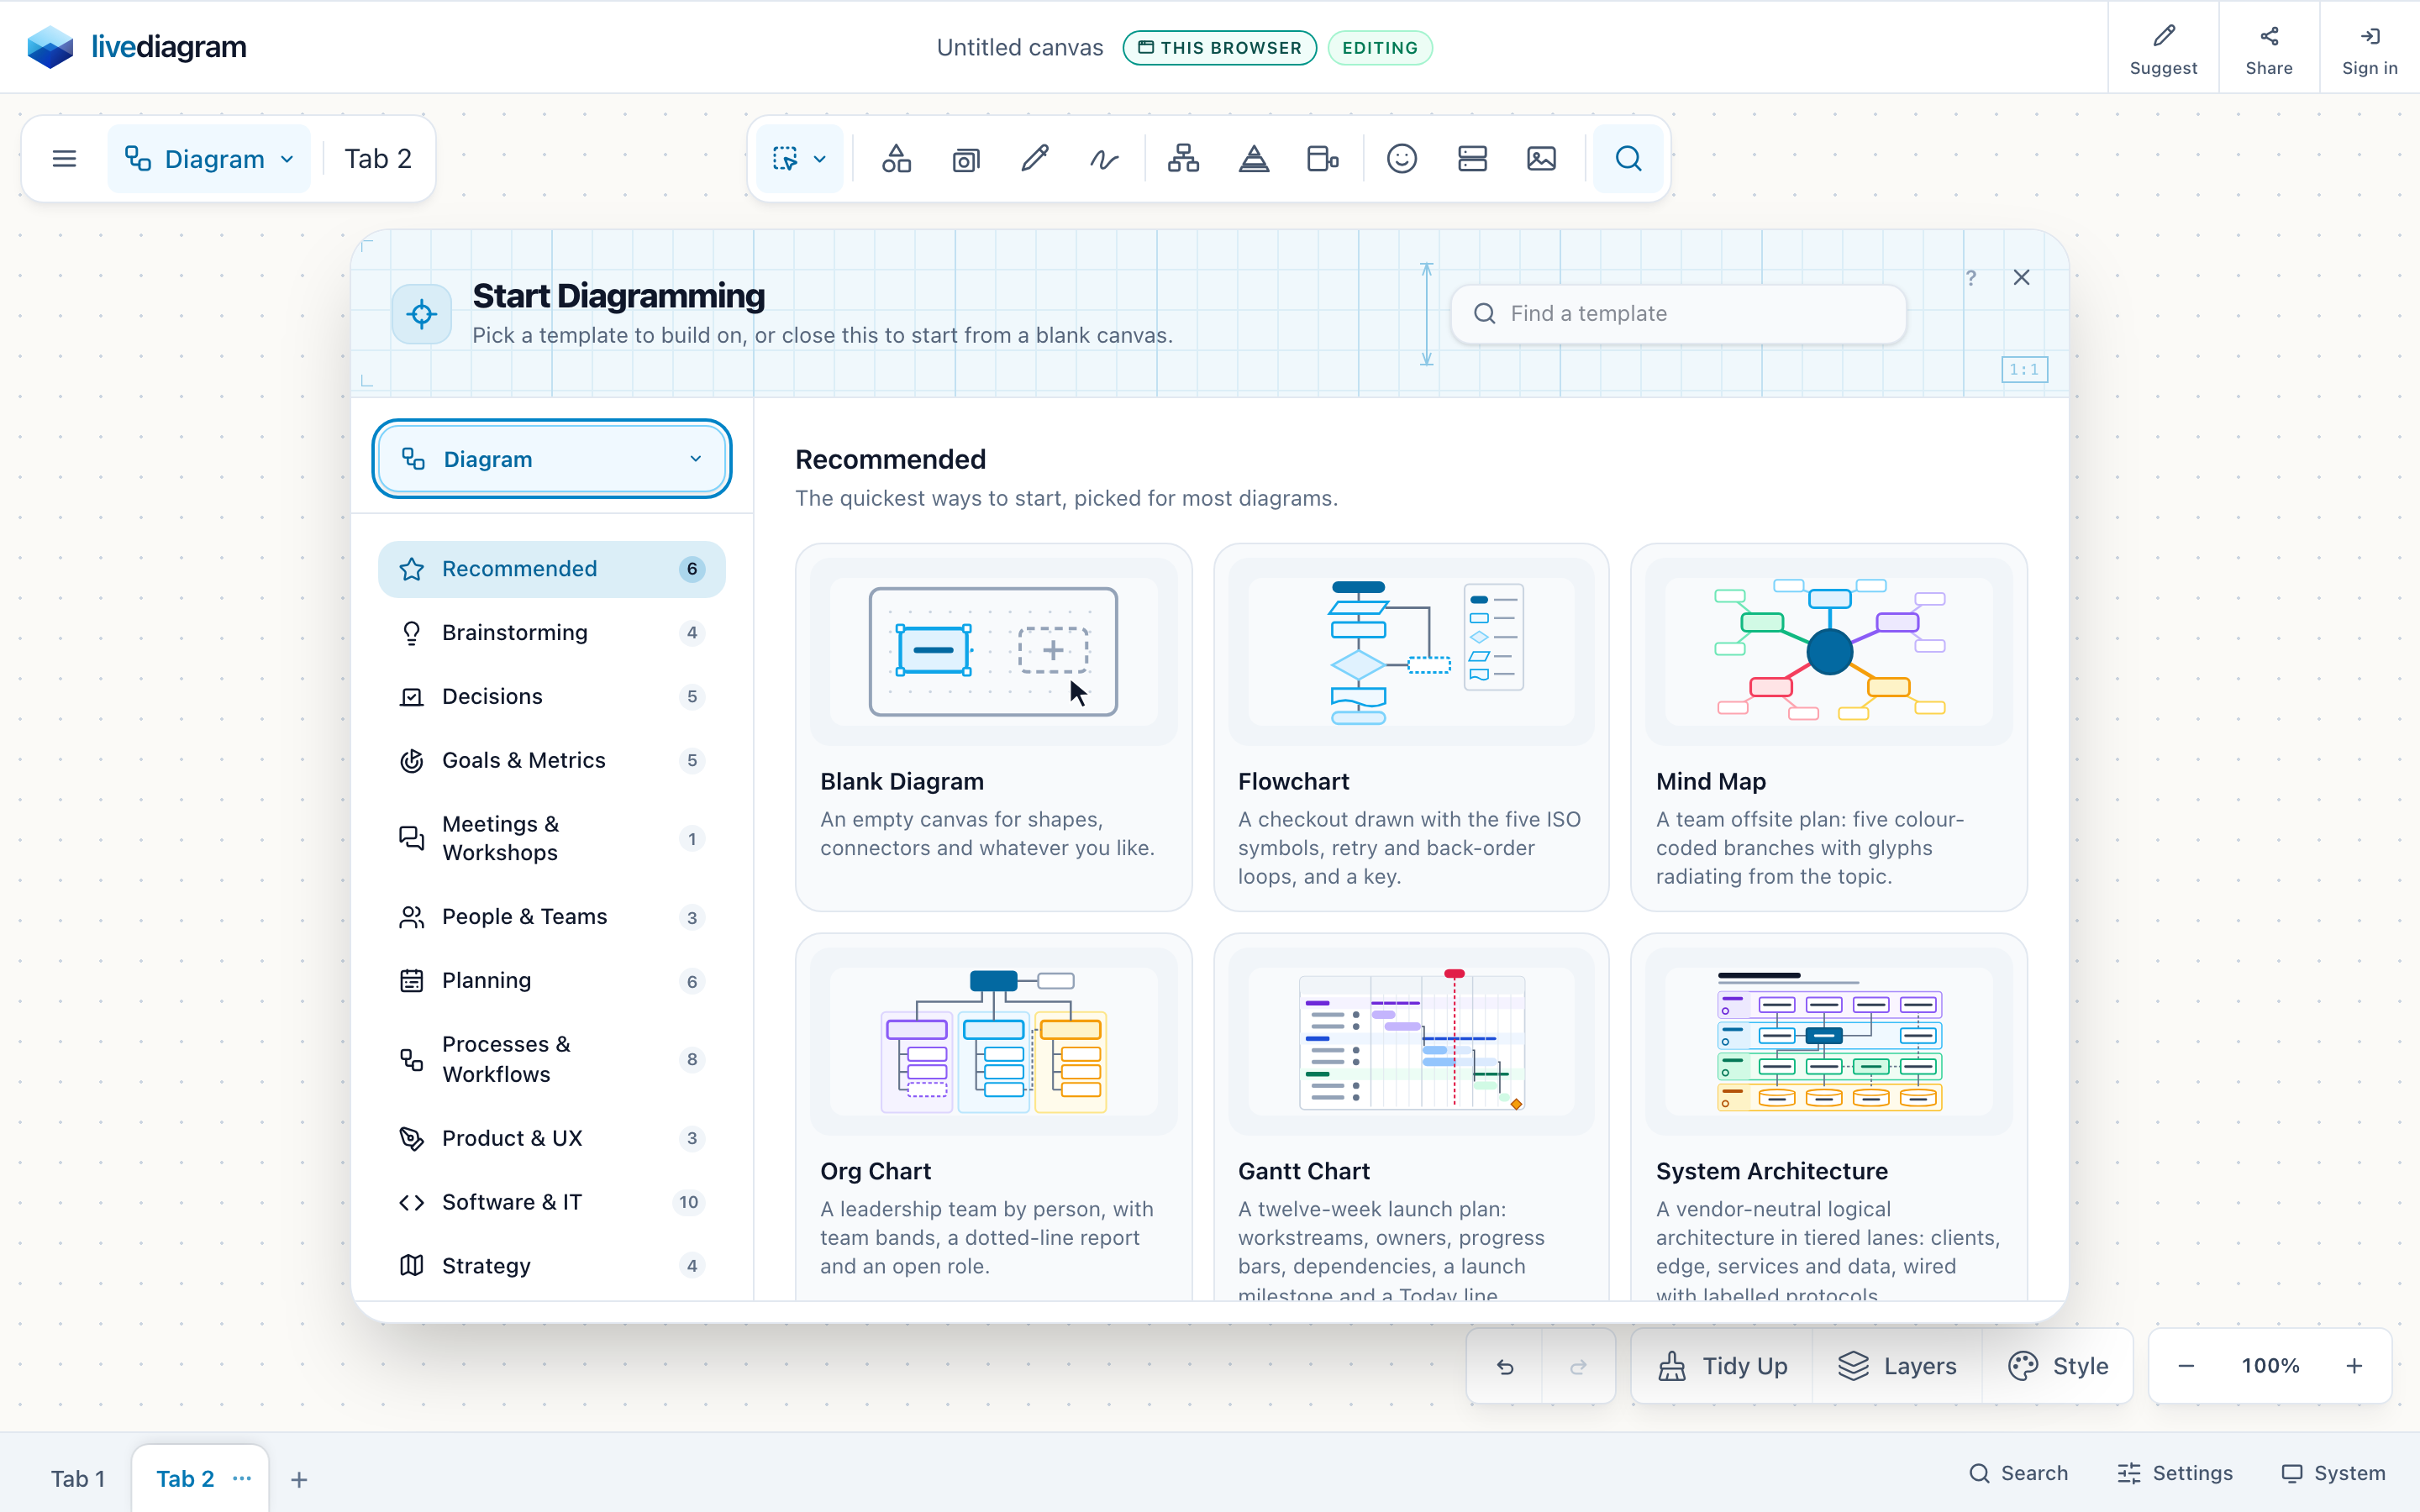 livediagram
Untitled canvas
THIS BROWSER
EDITING
Suggest
Share
Sign in
Diagram
Tab 2
Start Diagramming
Pick a template to build on, or close this to start from a blank canvas.
Find a template
?
1:1
Diagram
Recommended 6
Brainstorming 4
Decisions 5
Goals & Metrics 5
Meetings &
Workshops 1
People & Teams 3
Planning 6
Processes &
Workflows 8
Product & UX 3
Software & IT 10
Strategy 4
Recommended
The quickest ways to start, picked for most diagrams.
Blank Diagram
An empty canvas for shapes,
connectors and whatever you like.
Flowchart
A checkout drawn with the five ISO
symbols, retry and back-order
loops, and a key.
Mind Map
A team offsite plan: five colour-
coded branches with glyphs
radiating from the topic.
Org Chart
A leadership team by person, with
team bands, a dotted-line report
and an open role.
Gantt Chart
A twelve-week launch plan:
workstreams, owners, progress
bars, dependencies, a launch
milestone and a Today line
System Architecture
A vendor-neutral logical
architecture in tiered lanes: clients,
edge, services and data, wired
with labelled protocols
Tidy Up
Layers
Style
100%
Tab 1
Tab 2
Search
Settings
System